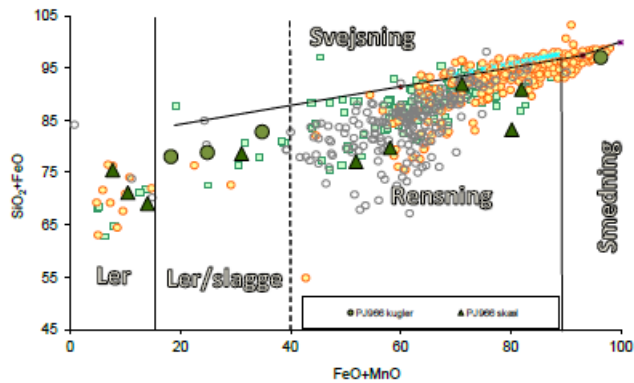 105
95
85
75
65
55
45
SiO₂+FeO
Svejsning
Rensning
Smedning
Ler
Ler/slagge
PJ966 kugler
PJ966 skæl
0
20
40
60
80
100
FeO+MnO